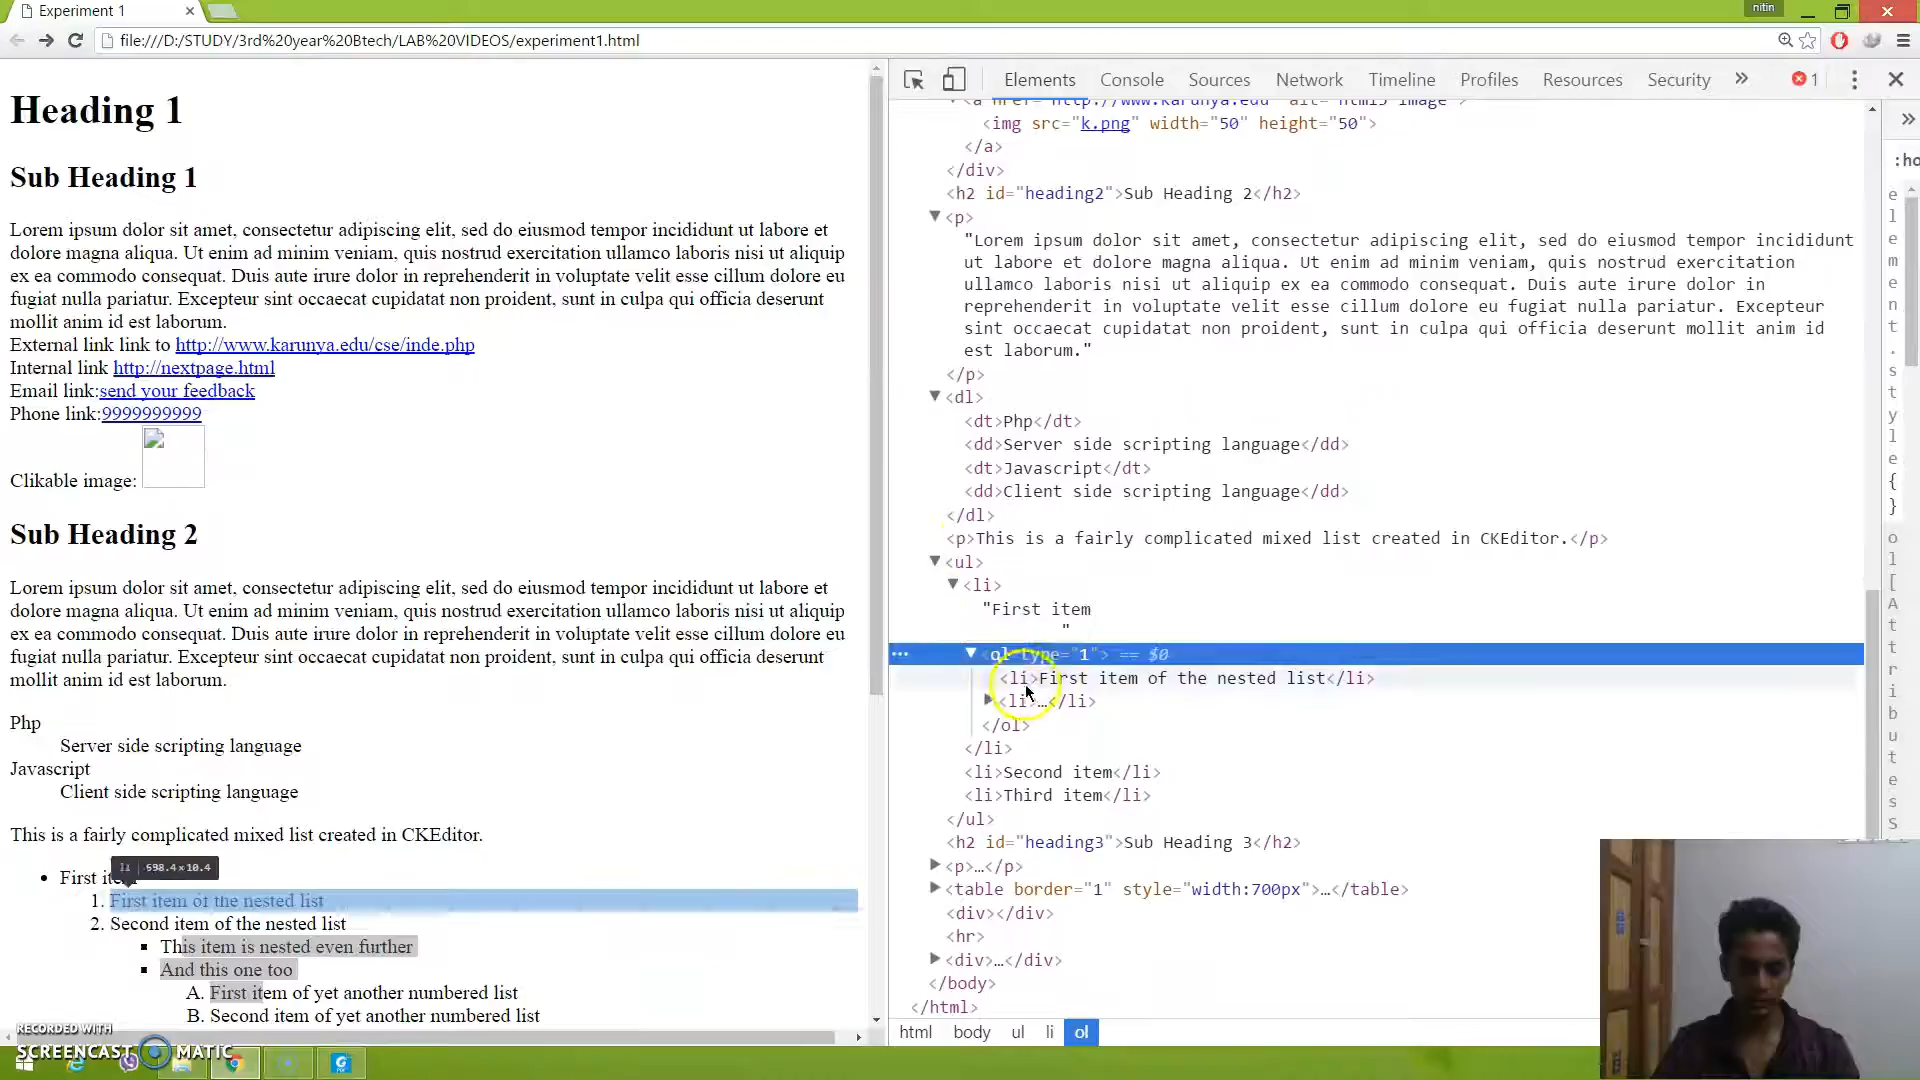 Experiment 1
nitin
file:///D:/STUDY/3rd%20year%20Btech/LAB%20VIDEOS/experiment1.html
Heading 1
Sub Heading 1
Lorem ipsum dolor sit amet, consectetur adipiscing elit, sed do eiusmod tempor incididunt ut labore et
dolore magna aliqua. Ut enim ad minim veniam, quis nostrud exercitation ullamco laboris nisi ut aliquip
ex ea commodo consequat. Duis aute irure dolor in reprehenderit in voluptate velit esse cillum dolore eu
fugiat nulla pariatur. Excepteur sint occaecat cupidatat non proident, sunt in culpa qui officia deserunt
mollit anim id est laborum.
External link link to http://www.karunya.edu/cse/inde.php
Internal link http://nextpage.html
Email link:send your feedback
Phone link:9999999999
Clikable image:
Sub Heading 2
Lorem ipsum dolor sit amet, consectetur adipiscing elit, sed do eiusmod tempor incididunt ut labore et
dolore magna aliqua. Ut enim ad minim veniam, quis nostrud exercitation ullamco laboris nisi ut aliquip
ex ea commodo consequat. Duis aute irure dolor in reprehenderit in voluptate velit esse cillum dolore eu
fugiat nulla pariatur. Excepteur sint occaecat cupidatat non proident, sunt in culpa qui officia deserunt
mollit anim id est laborum.
Php
Server side scripting language
Javascript
Client side scripting language
This is a fairly complicated mixed list created in CKEditor.
li 698.4×10.4
• First item
1. First item of the nested list
2. Second item of the nested list
▪ This item is nested even further
▪ And this one too
A. First item of yet another numbered list
B. Second item of yet another numbered list
Elements Console Sources Network Timeline Profiles Resources Security » 1
<a href="http://www.karunya.edu" alt="html5 image">
<img src="k.png" width="50" height="50">
</a>
</div>
<h2 id="heading2">Sub Heading 2</h2>
<p>
"Lorem ipsum dolor sit amet, consectetur adipiscing elit, sed do eiusmod tempor incididunt
ut labore et dolore magna aliqua. Ut enim ad minim veniam, quis nostrud exercitation
ullamco laboris nisi ut aliquip ex ea commodo consequat. Duis aute irure dolor in
reprehenderit in voluptate velit esse cillum dolore eu fugiat nulla pariatur. Excepteur
sint occaecat cupidatat non proident, sunt in culpa qui officia deserunt mollit anim id
est laborum."
</p>
<dl>
<dt>Php</dt>
<dd>Server side scripting language</dd>
<dt>Javascript</dt>
<dd>Client side scripting language</dd>
</dl>
<p>This is a fairly complicated mixed list created in CKEditor.</p>
<ul>
<li>
"First item
"
<ol type="1"> == $0
<li>First item of the nested list</li>
<li>…</li>
</ol>
</li>
<li>Second item</li>
<li>Third item</li>
</ul>
<h2 id="heading3">Sub Heading 3</h2>
<p>…</p>
<table border="1" style="width:700px">…</table>
<div></div>
<hr>
<div>…</div>
</body>
</html>
html body ul li ol
»
:ho
e
l
e
m
e
n
t
.
s
t
y
l
e
{
}
o
l
[
A
t
t
r
i
b
u
t
e
s
S
RECORDED WITH
SCREENCAST MATIC